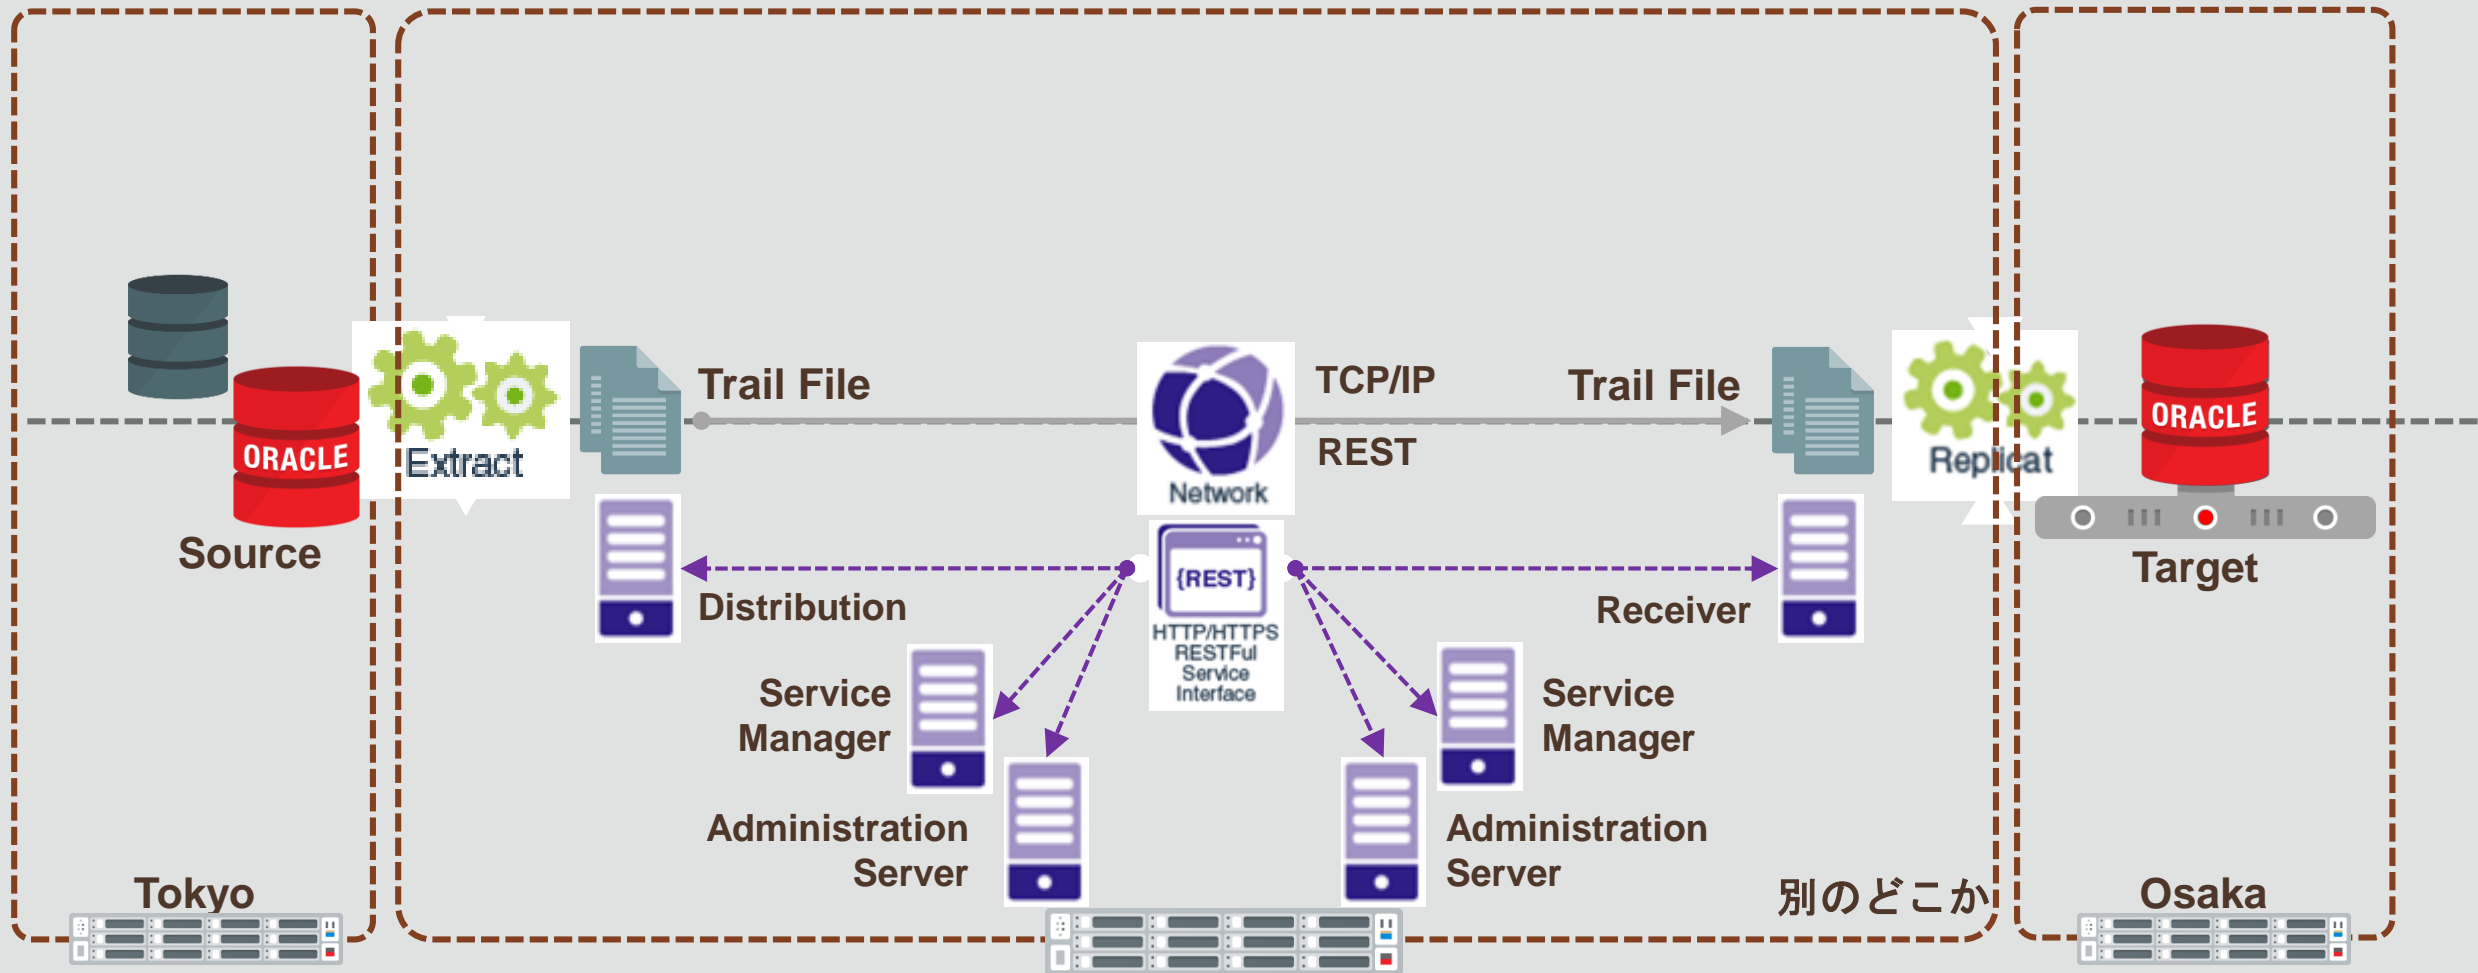 ORACLE
Source
Extract
Trail File
Network
TCP/IP
REST
Trail File
Replicat
ORACLE
Target
Distribution
{REST}
HTTP/HTTPS
RESTFul
Service
Interface
Receiver
Service
Manager
Administration
Server
Service
Manager
Administration
Server
Tokyo
別のどこか
Osaka